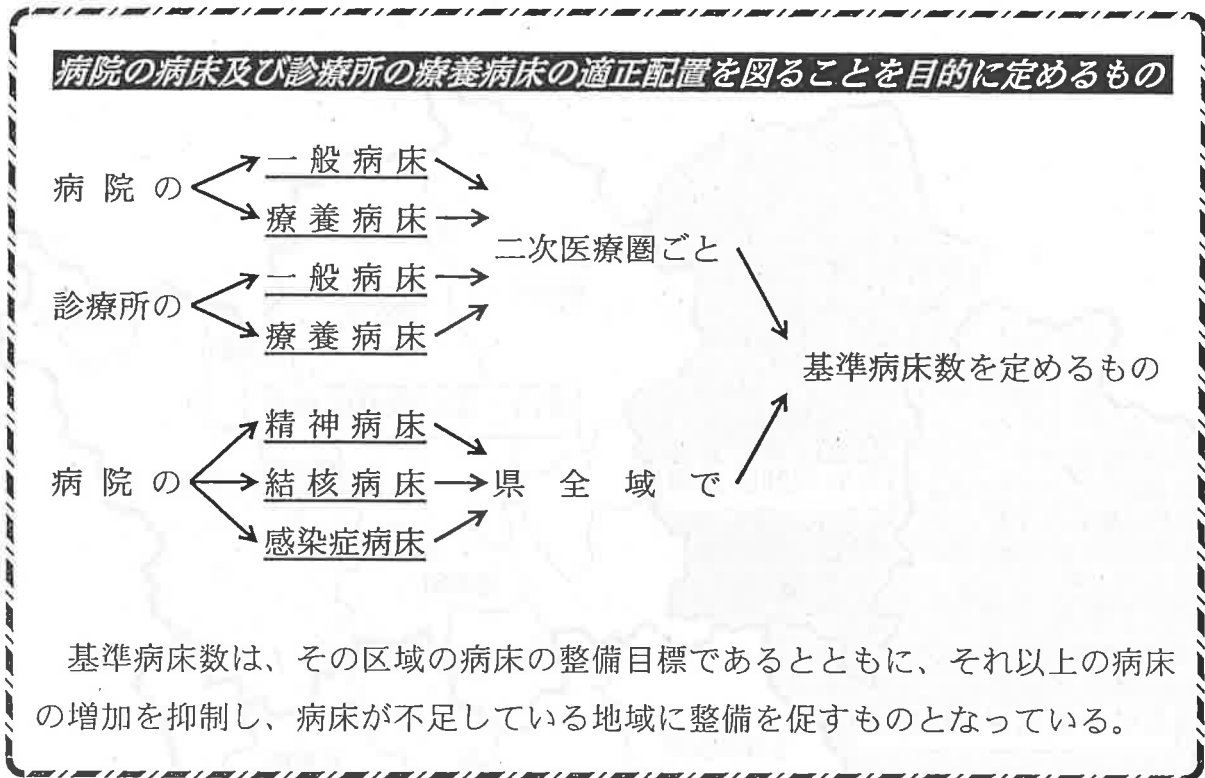 病院の病床及び診療所の療養病床の適正配置を図ることを目的に定めるもの
病院の
一般病床
療養病床
診療所の
一般病床
療養病床
二次医療圏ごと
病院の
精神病床
結核病床
感染症病床
県全域で
基準病床数を定めるもの
基準病床数は、その区域の病床の整備目標であるとともに、それ以上の病床
の増加を抑制し、病床が不足している地域に整備を促すものとなっている。